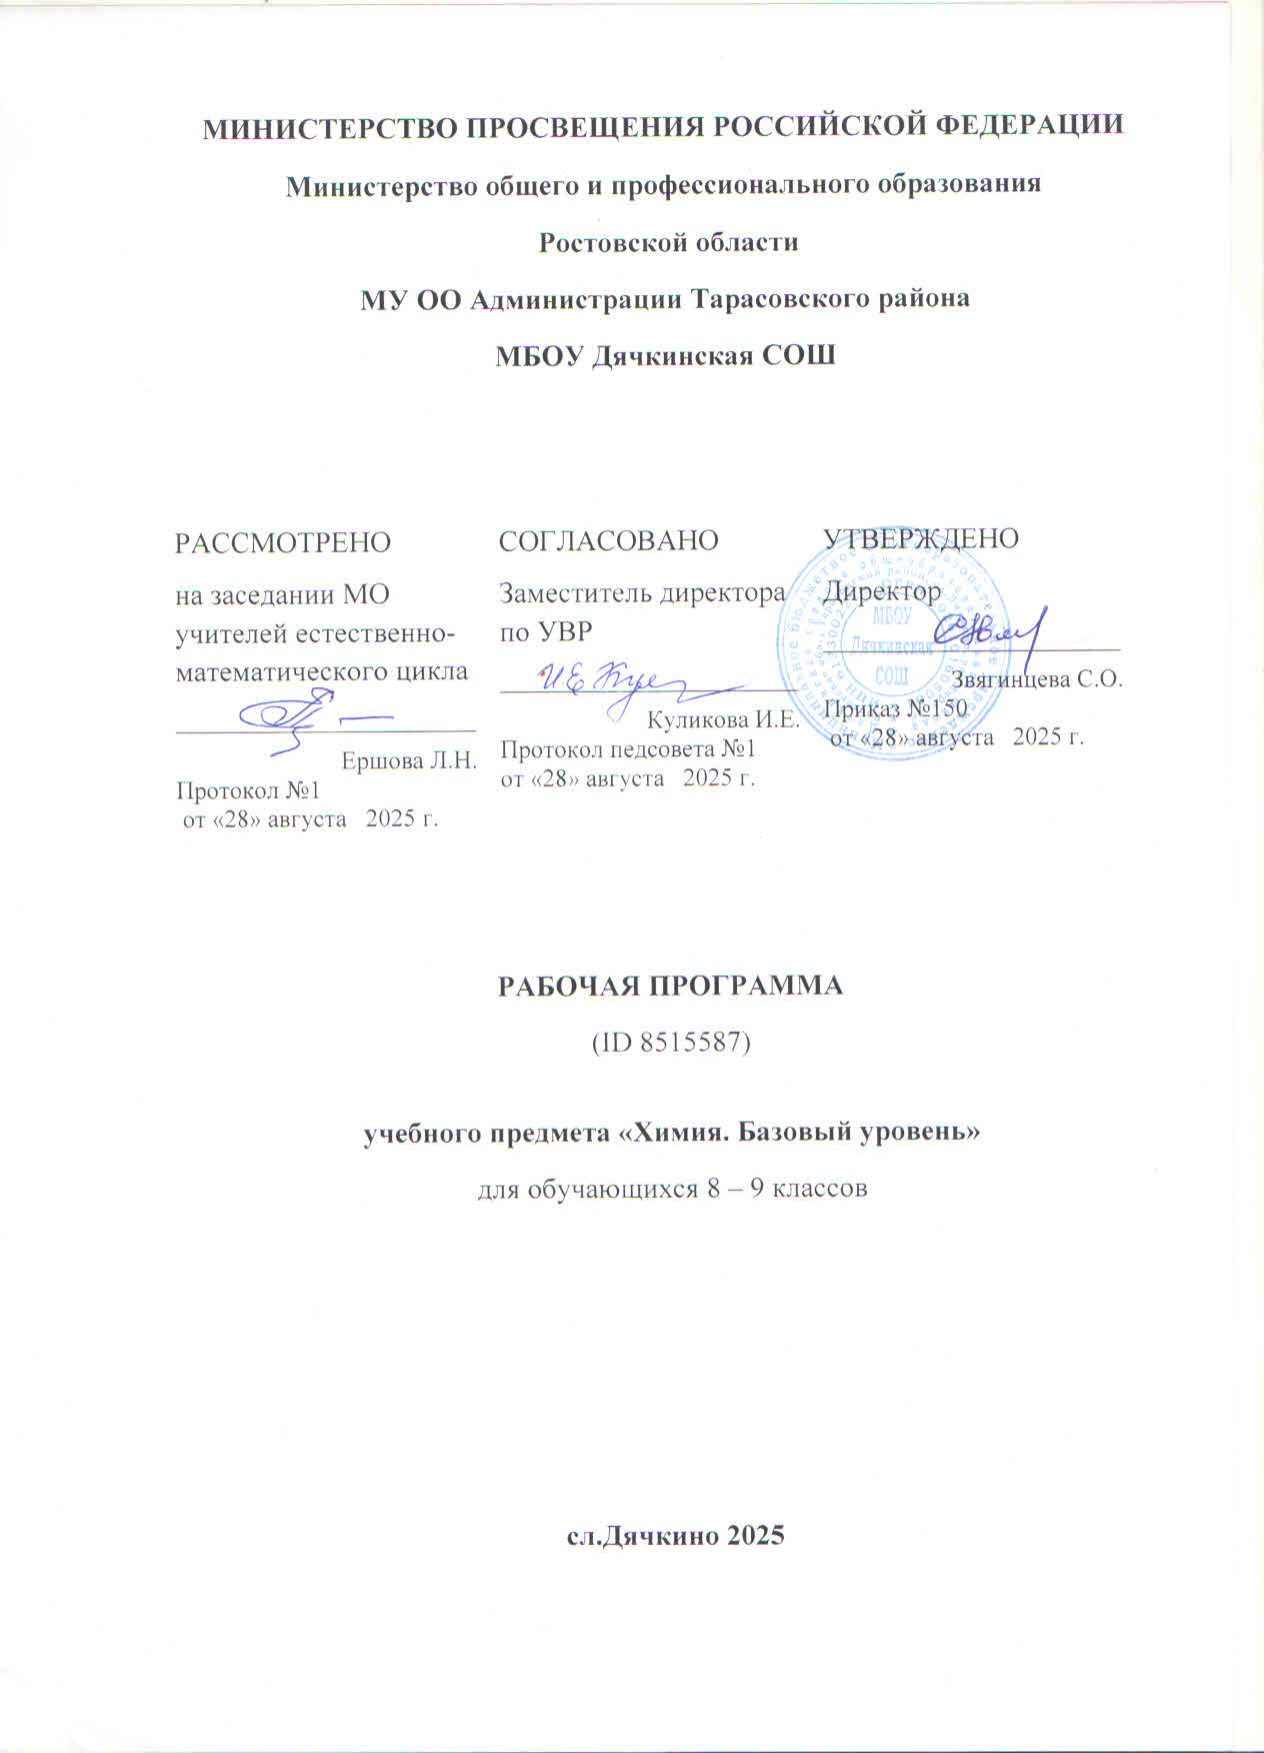 МИНИСТЕРСТВО ПРОСВЕЩЕНИЯ РОССИЙСКОЙ ФЕДЕРАЦИИ
Министерство общего и профессионального образования
Ростовской области
МУ ОО Администрации Тарасовского района
МБОУ Дячкинская СОШ
РАССМОТРЕНО
на заседании МО
учителей естественно-
математического цикла
Ершова Л.Н.
Протокол №1
от «28» августа 2025 г.
СОГЛАСОВАНО
Заместитель директора
по УВР
Куликова И.Е.
Протокол педсовета №1
от «28» августа 2025 г.
УТВЕРЖДЕНО
Директор
Звягинцева С.О.
Приказ №150
от «28» августа 2025 г.
МБОУ
Дячкинская
СОШ
РАБОЧАЯ ПРОГРАММА
(ID 8515587)
учебного предмета «Химия. Базовый уровень»
для обучающихся 8 – 9 классов
сл.Дячкино 2025